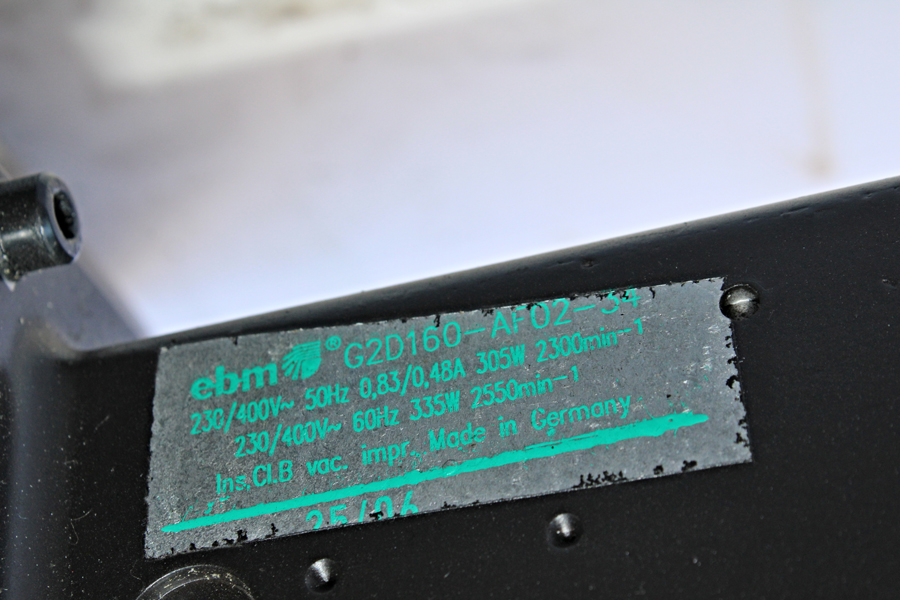 ebm® G2D160-AF02-34
230/400V~ 50Hz 0,83/0,48A 305W 2300min-1
230/400V~ 60Hz 335W 2550min-1
Ins.Cl.B vac. impr. Made in Germany
25/06